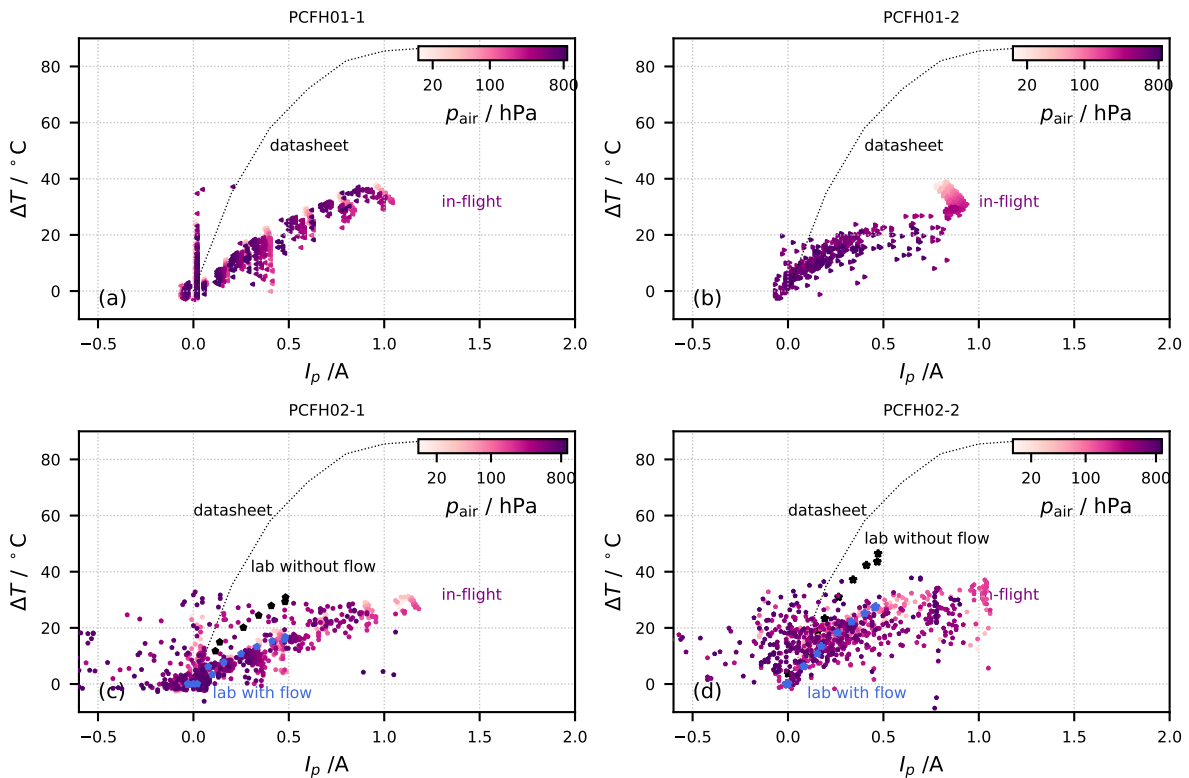 PCFH01-1
80
60
40
20
0
ΔT / °C
datasheet
in-flight
20 100 800
p_air / hPa
(a)
−0.5 0.0 0.5 1.0 1.5 2.0
I_p /A
PCFH01-2
80
60
40
20
0
ΔT / °C
datasheet
in-flight
20 100 800
p_air / hPa
(b)
−0.5 0.0 0.5 1.0 1.5 2.0
I_p /A
PCFH02-1
80
60
40
20
0
ΔT / °C
datasheet
lab without flow
in-flight
lab with flow
20 100 800
p_air / hPa
(c)
−0.5 0.0 0.5 1.0 1.5 2.0
I_p /A
PCFH02-2
80
60
40
20
0
ΔT / °C
datasheet
lab without flow
in-flight
lab with flow
20 100 800
p_air / hPa
(d)
−0.5 0.0 0.5 1.0 1.5 2.0
I_p /A